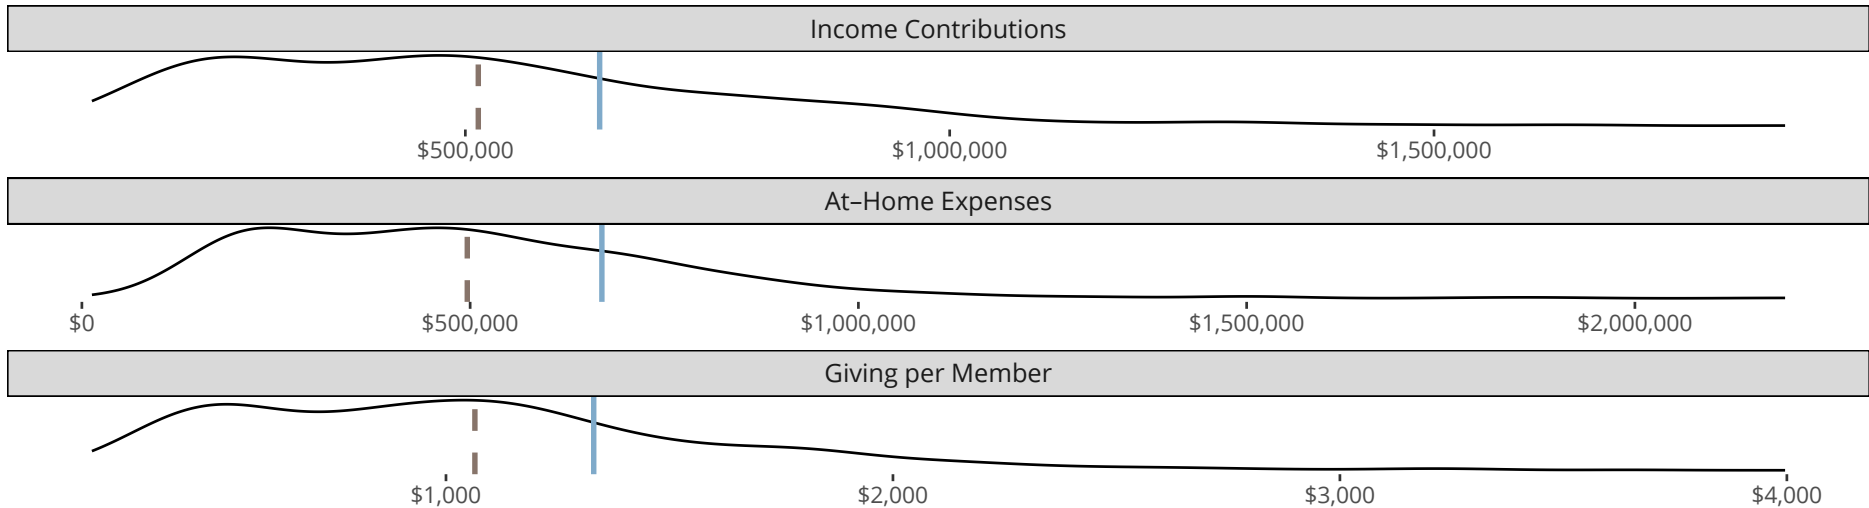 Income Contributions
$500,000 $1,000,000 $1,500,000
At–Home Expenses
$0 $500,000 $1,000,000 $1,500,000 $2,000,000
Giving per Member
$1,000 $2,000 $3,000 $4,000